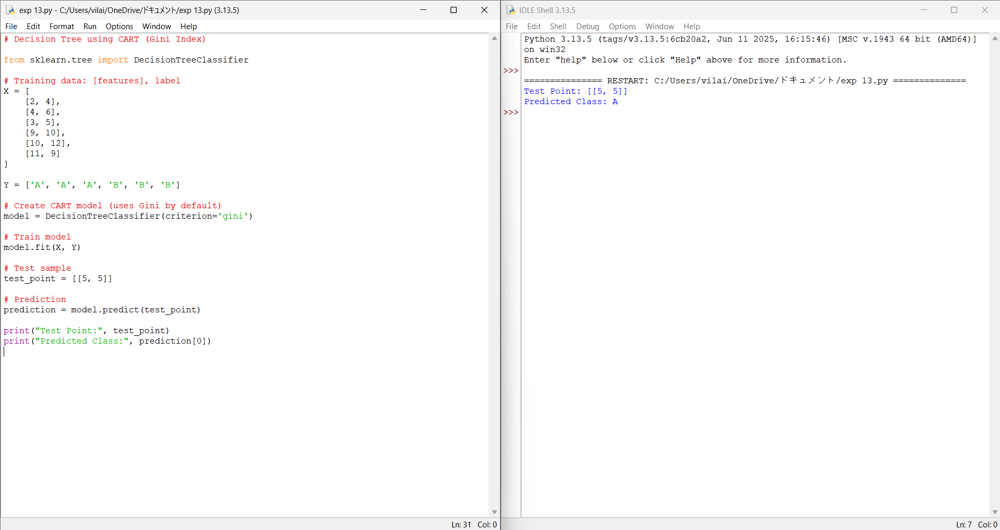 exp 13.py - C:/Users/vilai/OneDrive/ドキュメント/exp 13.py (3.13.5)
File Edit Format Run Options Window Help
# Decision Tree using CART (Gini Index)
from sklearn.tree import DecisionTreeClassifier
# Training data: [features], label
X = [
    [2, 4],
    [4, 6],
    [3, 5],
    [9, 10],
    [10, 12],
    [11, 9]
]
Y = ['A', 'A', 'A', 'B', 'B', 'B']
# Create CART model (uses Gini by default)
model = DecisionTreeClassifier(criterion='gini')
# Train model
model.fit(X, Y)
# Test sample
test_point = [[5, 5]]
# Prediction
prediction = model.predict(test_point)
print("Test Point:", test_point)
print("Predicted Class:", prediction[0])
Ln: 31 Col: 0
IDLE Shell 3.13.5
File Edit Shell Debug Options Window Help
Python 3.13.5 (tags/v3.13.5:6cb20a2, Jun 11 2025, 16:15:46) [MSC v.1943 64 bit (AMD64)]
on win32
Enter "help" below or click "Help" above for more information.
>>>
=============== RESTART: C:/Users/vilai/OneDrive/ドキュメント/exp 13.py ==============
Test Point: [[5, 5]]
Predicted Class: A
>>>
Ln: 7 Col: 0